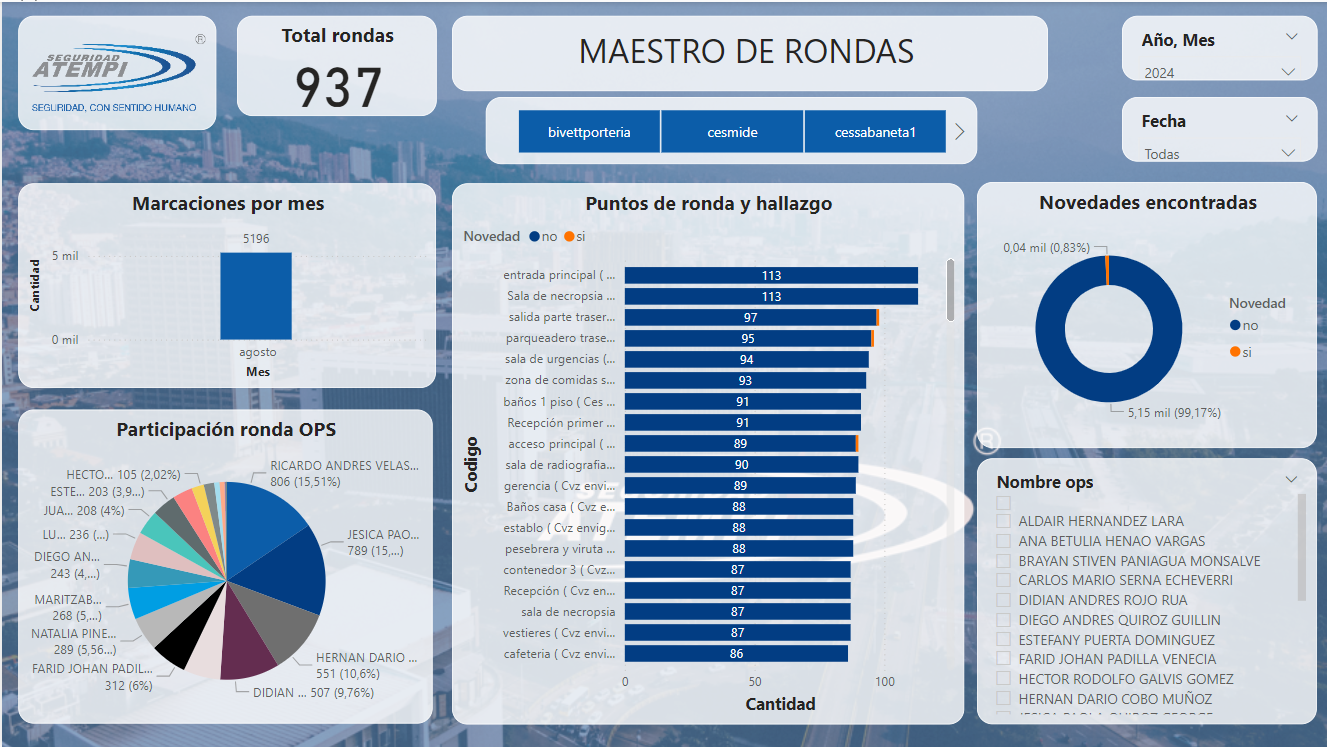 SEGURIDAD
ATEMPI
®
SEGURIDAD, CON SENTIDO HUMANO
Total rondas
937
MAESTRO DE RONDAS
bivettporteria
cesmide
cessabaneta1
Año, Mes
2024
Fecha
Todas
Marcaciones por mes
Cantidad
5196
5 mil
0 mil
agosto
Mes
Participación ronda OPS
RICARDO ANDRES VELAS...
806 (15,51%)
JESICA PAO...
789 (15,...)
HERNAN DARIO ...
551 (10,6%)
DIDIAN ... 507 (9,76%)
FARID JOHAN PADIL...
312 (6%)
NATALIA PINE...
289 (5,56...
MARITZAB...
268 (5,...)
DIEGO AN...
243 (4,...)
LU... 236 (...)
JUA... 208 (4%)
ESTE... 203 (3,9...)
HECTO... 105 (2,02%)
Puntos de ronda y hallazgo
Novedad no si
Codigo
entrada principal ( ... 113
Sala de necropsia ... 113
salida parte traser... 97
parqueadero trase... 95
sala de urgencias (... 94
zona de comidas s... 93
baños 1 piso ( Ces ... 91
Recepción primer ... 91
acceso principal ( ... 89
sala de radiografia... 90
gerencia ( Cvz envi... 89
Baños casa ( Cvz e... 88
establo ( Cvz envig... 88
pesebrera y viruta ... 88
contenedor 3 ( Cvz... 87
Recepción ( Cvz en... 87
sala de necropsia 87
vestieres ( Cvz envi... 87
cafeteria ( Cvz envi... 86
0 50 100
Cantidad
Novedades encontradas
0,04 mil (0,83%)
5,15 mil (99,17%)
Novedad
no
si
®
Nombre ops
ALDAIR HERNANDEZ LARA
ANA BETULIA HENAO VARGAS
BRAYAN STIVEN PANIAGUA MONSALVE
CARLOS MARIO SERNA ECHEVERRI
DIDIAN ANDRES ROJO RUA
DIEGO ANDRES QUIROZ GUILLIN
ESTEFANY PUERTA DOMINGUEZ
FARID JOHAN PADILLA VENECIA
HECTOR RODOLFO GALVIS GOMEZ
HERNAN DARIO COBO MUÑOZ